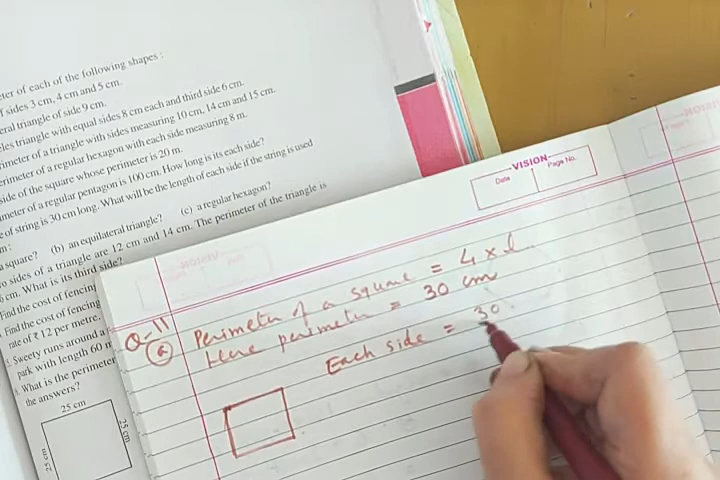 ter of each of the following shapes :
sides 3 cm, 4 cm and 5 cm.
eral triangle of side 9 cm.
les triangle with equal sides 8 cm each and third side 6 cm.
rimeter of a triangle with sides measuring 10 cm, 14 cm and 15 cm.
erimeter of a regular hexagon with each side measuring 8 m.
side of the square whose perimeter is 20 m.
imeter of a regular pentagon is 100 cm. How long is its each side?
e of string is 30 cm long. What will be the length of each side if the string is used
m :
square? (b) an equilateral triangle? (c) a regular hexagon?
o sides of a triangle are 12 cm and 14 cm. The perimeter of the triangle is
6 cm. What is its third side?
Find the cost of fencing
Find the cost of fencing
rate of ₹ 12 per metre.
Sweety runs around a
park with length 60 m
What is the perimeter
the answers?
25 cm
25 cm
25 cm
VISION
Date
Page No.
Q-11
(a) Perimeter of a square = 4 × l
Here perimeter = 30 cm
Each side = 30